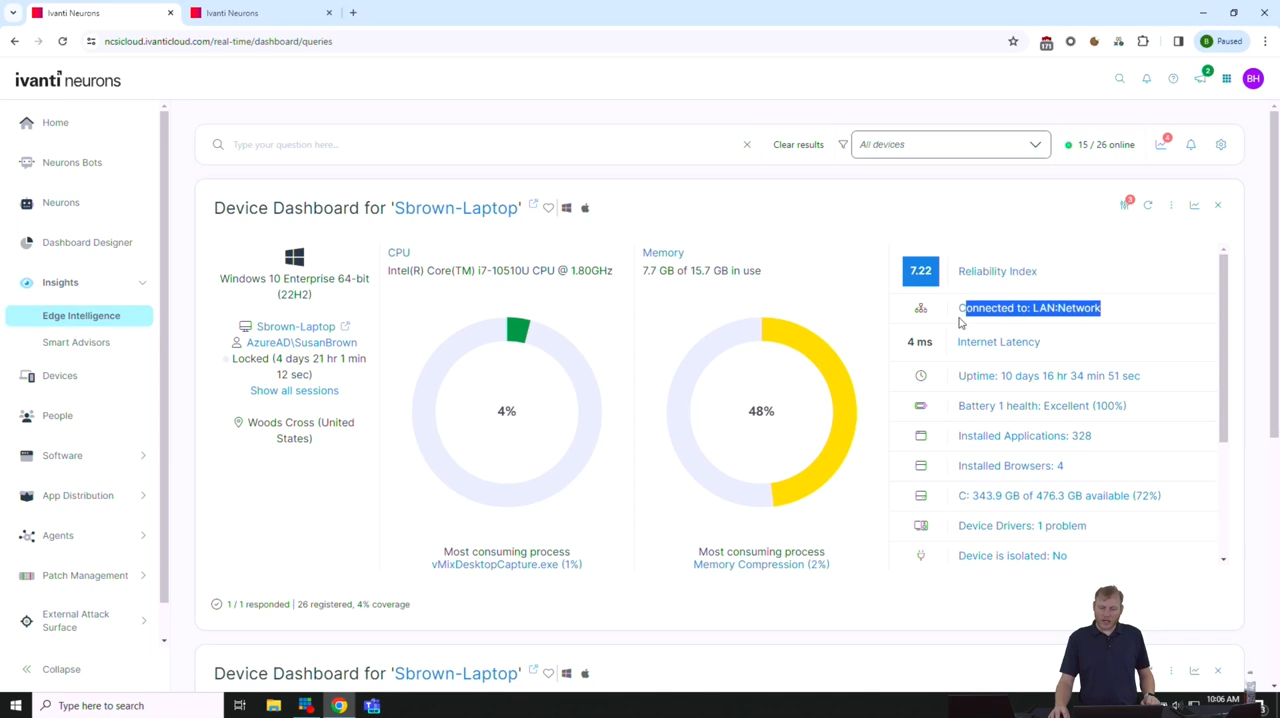 Ivanti Neurons
Ivanti Neurons
ncsicloud.ivanticloud.com/real-time/dashboard/queries
171
B
Paused
ivanti neurons
2
BH
Home
Neurons Bots
Neurons
Dashboard Designer
Insights
Edge Intelligence
Smart Advisors
Devices
People
Software
App Distribution
Agents
Patch Management
External Attack
Surface
Collapse
Type your question here...
Clear results
All devices
15 / 26 online
4
Device Dashboard for 'Sbrown-Laptop'
3
Windows 10 Enterprise 64-bit
(22H2)
Sbrown-Laptop
AzureAD\SusanBrown
Locked (4 days 21 hr 1 min
12 sec)
Show all sessions
Woods Cross (United
States)
CPU
Intel(R) Core(TM) i7-10510U CPU @ 1.80GHz
4%
Most consuming process
vMixDesktopCapture.exe (1%)
Memory
7.7 GB of 15.7 GB in use
48%
Most consuming process
Memory Compression (2%)
7.22 Reliability Index
Connected to: LAN:Network
4 ms Internet Latency
Uptime: 10 days 16 hr 34 min 51 sec
Battery 1 health: Excellent (100%)
Installed Applications: 328
Installed Browsers: 4
C: 343.9 GB of 476.3 GB available (72%)
Device Drivers: 1 problem
Device is isolated: No
1 / 1 responded | 26 registered, 4% coverage
Device Dashboard for 'Sbrown-Laptop'
Type here to search
10:06 AM
3